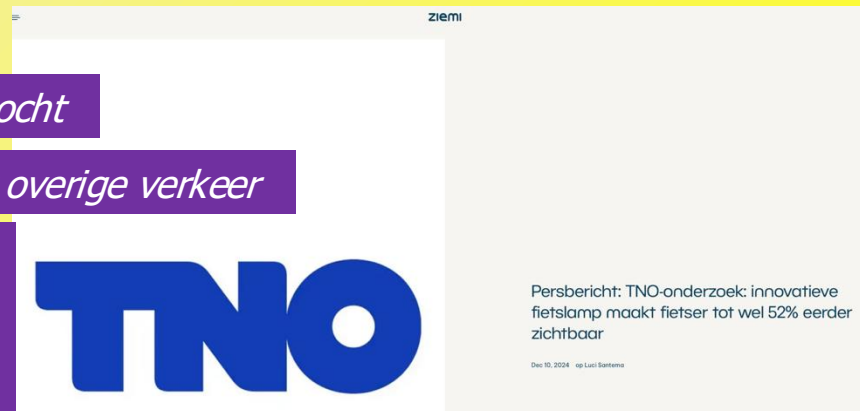 ziemi
ocht
overige verkeer
TNO
Persbericht: TNO-onderzoek: innovatieve
fietslamp maakt fietser tot wel 52% eerder
zichtbaar
Dec 10, 2024 op Luci Santema